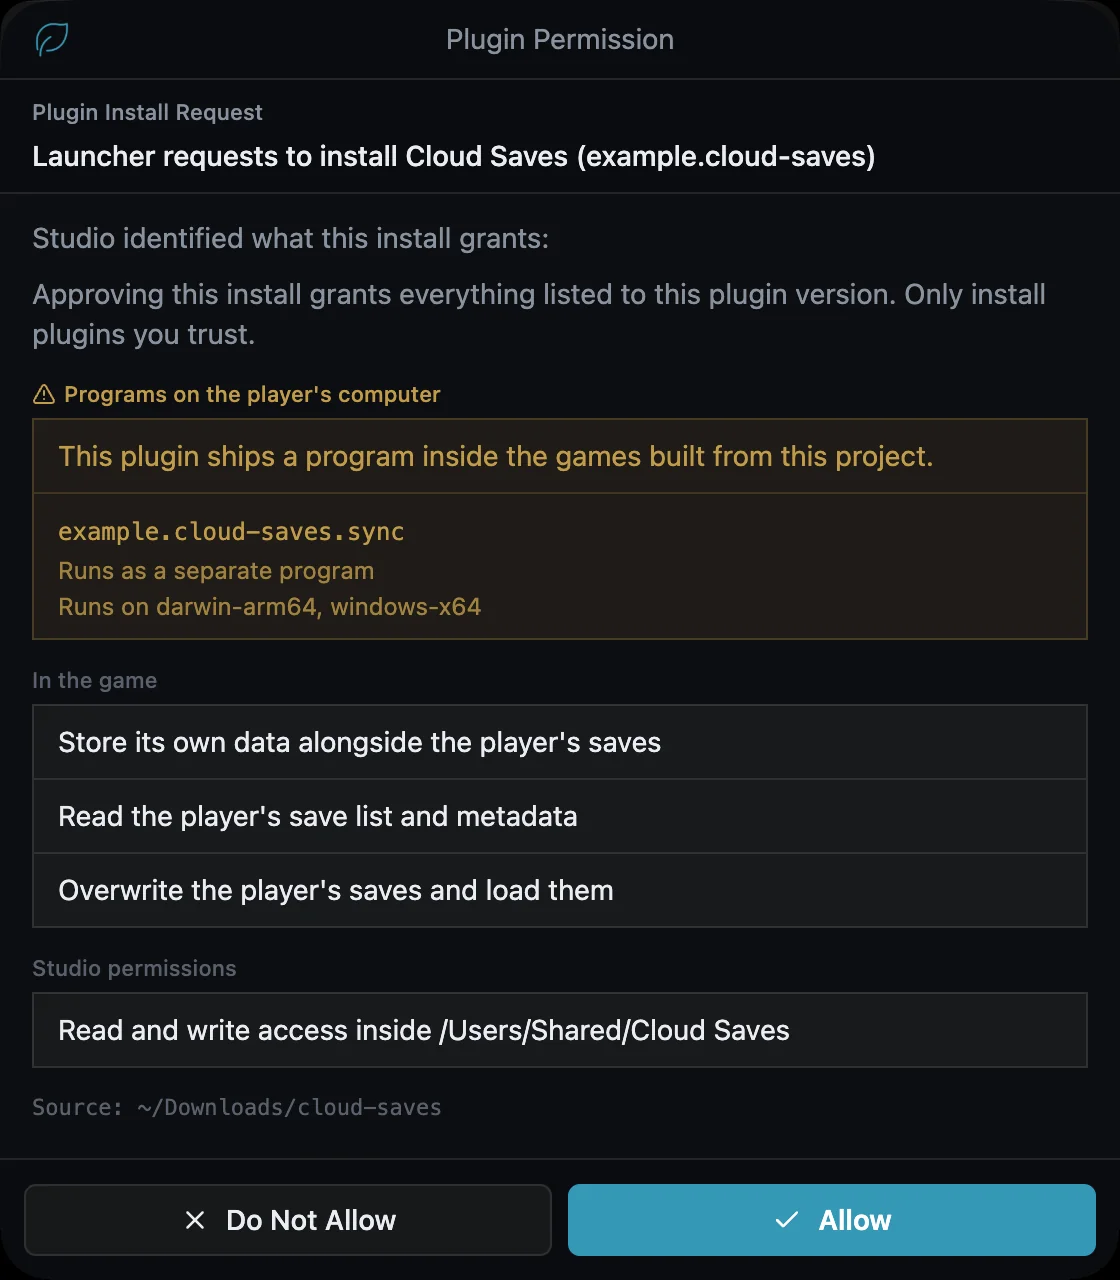 Plugin Permission
Plugin Install Request
Launcher requests to install Cloud Saves (example.cloud-saves)
Studio identified what this install grants:
Approving this install grants everything listed to this plugin version. Only install
plugins you trust.
Programs on the player's computer
This plugin ships a program inside the games built from this project.
example.cloud-saves.sync
Runs as a separate program
Runs on darwin-arm64, windows-x64
In the game
Store its own data alongside the player's saves
Read the player's save list and metadata
Overwrite the player's saves and load them
Studio permissions
Read and write access inside /Users/Shared/Cloud Saves
Source: ~/Downloads/cloud-saves
Do Not Allow
Allow